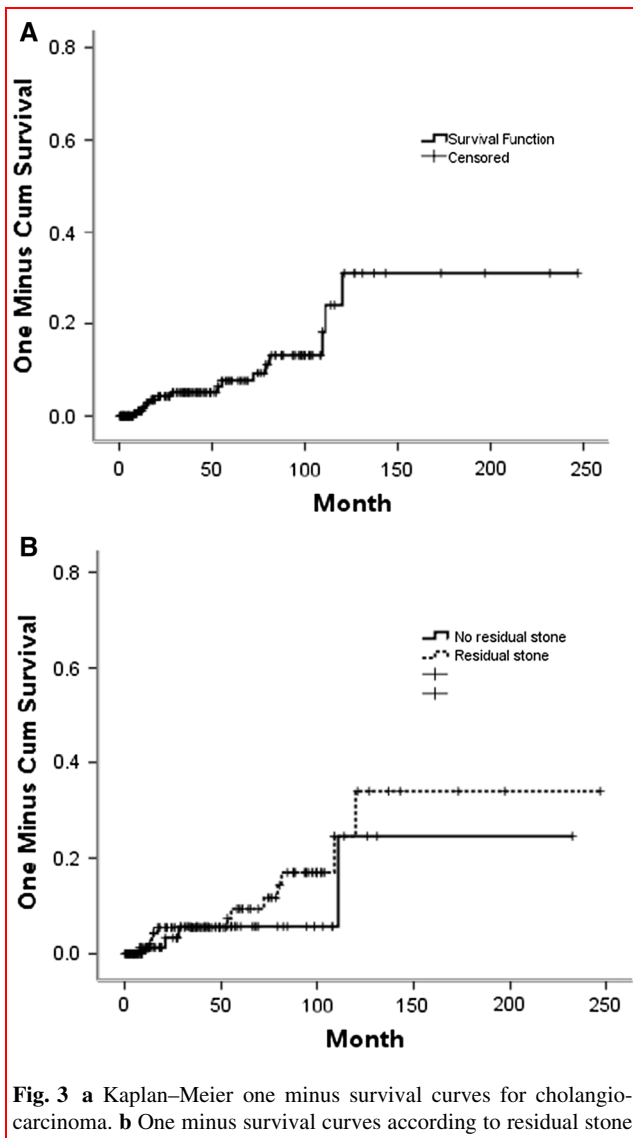 A
0.8
0.6
0.4
0.2
0.0
One Minus Cum Survival
Survival Function
Censored
0 50 100 150 200 250
Month
B
0.8
0.6
0.4
0.2
0.0
One Minus Cum Survival
No residual stone
Residual stone
0 50 100 150 200 250
Month
Fig. 3 a Kaplan–Meier one minus survival curves for cholangio-
carcinoma. b One minus survival curves according to residual stone